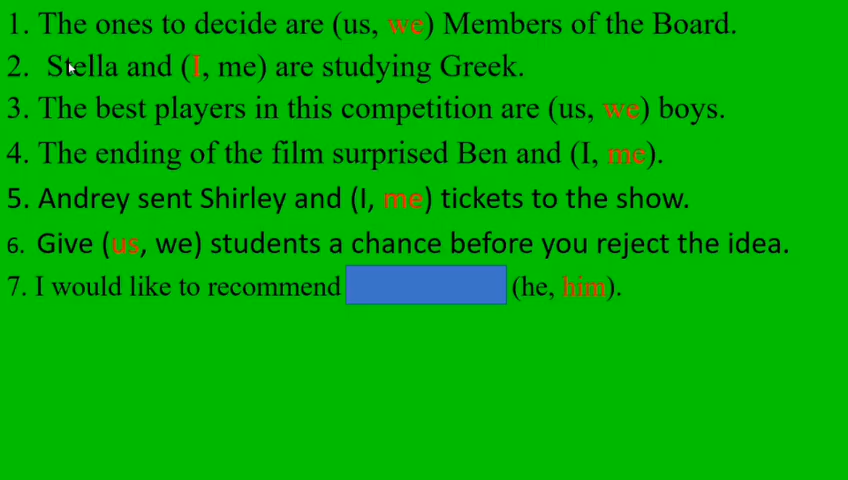 1. The ones to decide are (us, we) Members of the Board.
2. Stella and (I, me) are studying Greek.
3. The best players in this competition are (us, we) boys.
4. The ending of the film surprised Ben and (I, me).
5. Andrey sent Shirley and (I, me) tickets to the show.
6. Give (us, we) students a chance before you reject the idea.
7. I would like to recommend (he, him).